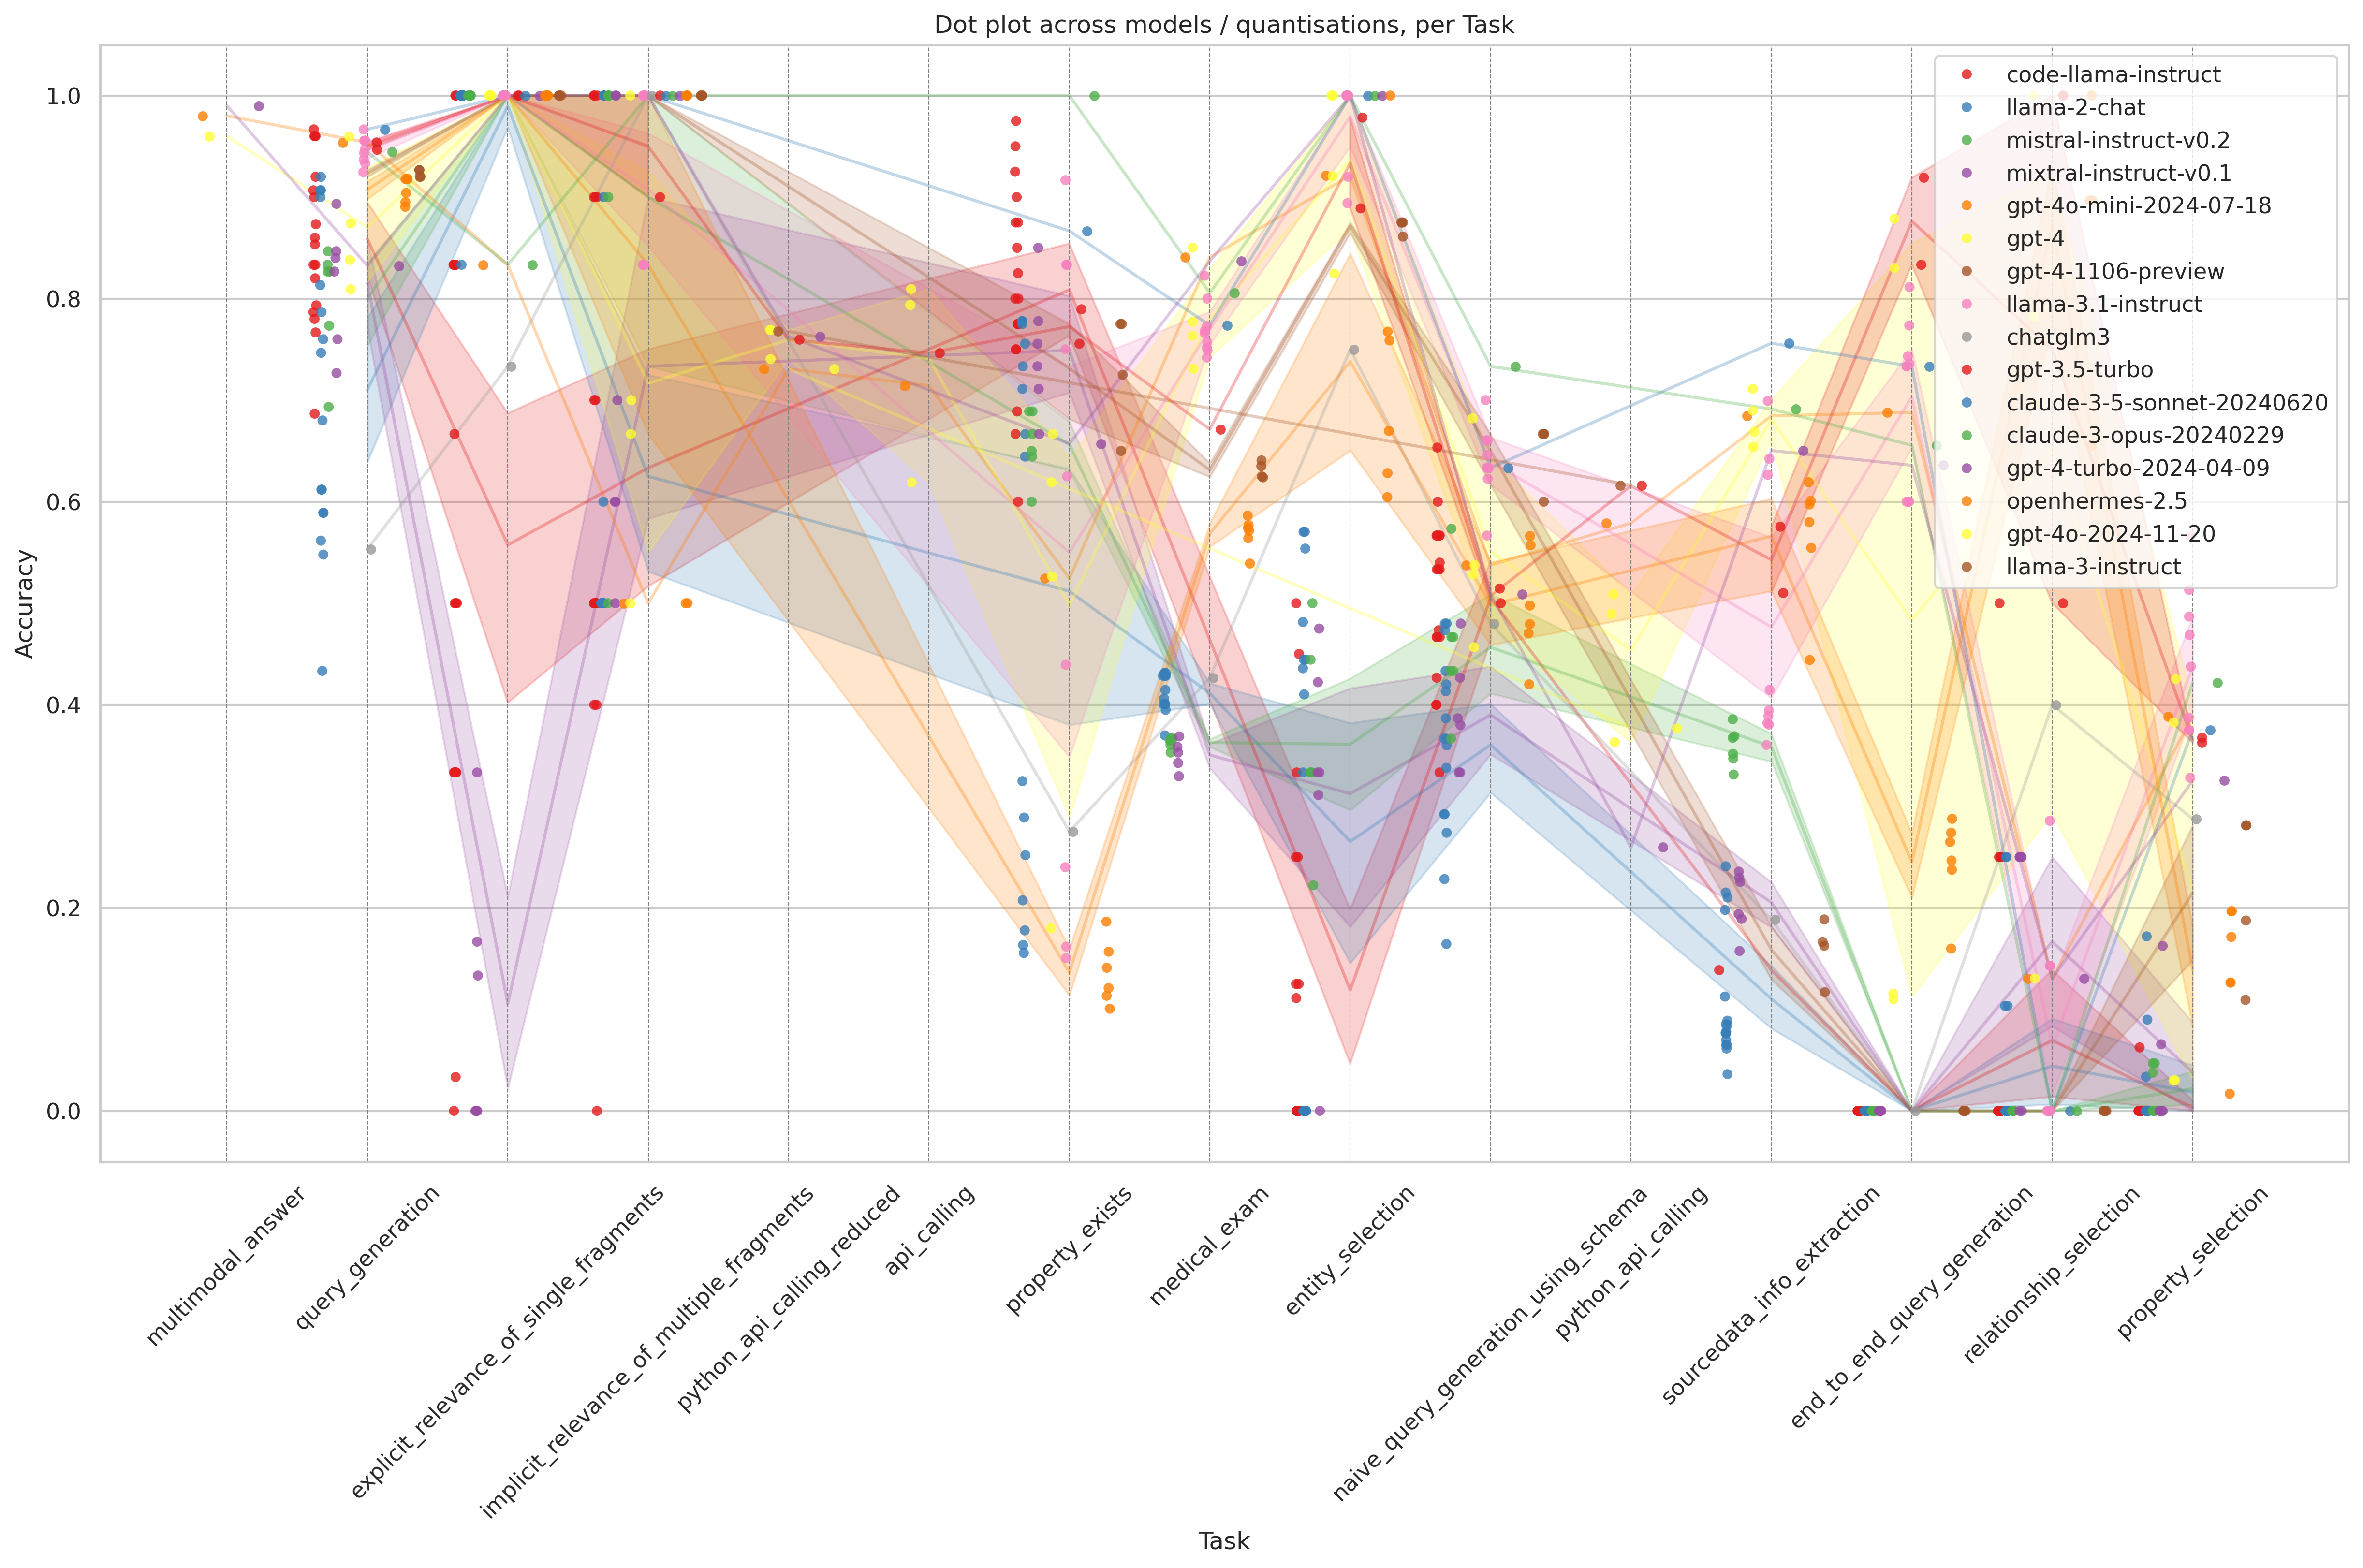 Dot plot across models / quantisations, per Task
code-llama-instruct
llama-2-chat
mistral-instruct-v0.2
mixtral-instruct-v0.1
gpt-4o-mini-2024-07-18
gpt-4
gpt-4-1106-preview
llama-3.1-instruct
chatglm3
gpt-3.5-turbo
claude-3-5-sonnet-20240620
claude-3-opus-20240229
gpt-4-turbo-2024-04-09
openhermes-2.5
gpt-4o-2024-11-20
llama-3-instruct
Accuracy
1.0
0.8
0.6
0.4
0.2
0.0
multimodal_answer
query_generation
explicit_relevance_of_single_fragments
implicit_relevance_of_multiple_fragments
python_api_calling_reduced
api_calling
property_exists
medical_exam
entity_selection
naive_query_generation_using_schema
python_api_calling
sourcedata_info_extraction
end_to_end_query_generation
relationship_selection
property_selection
Task